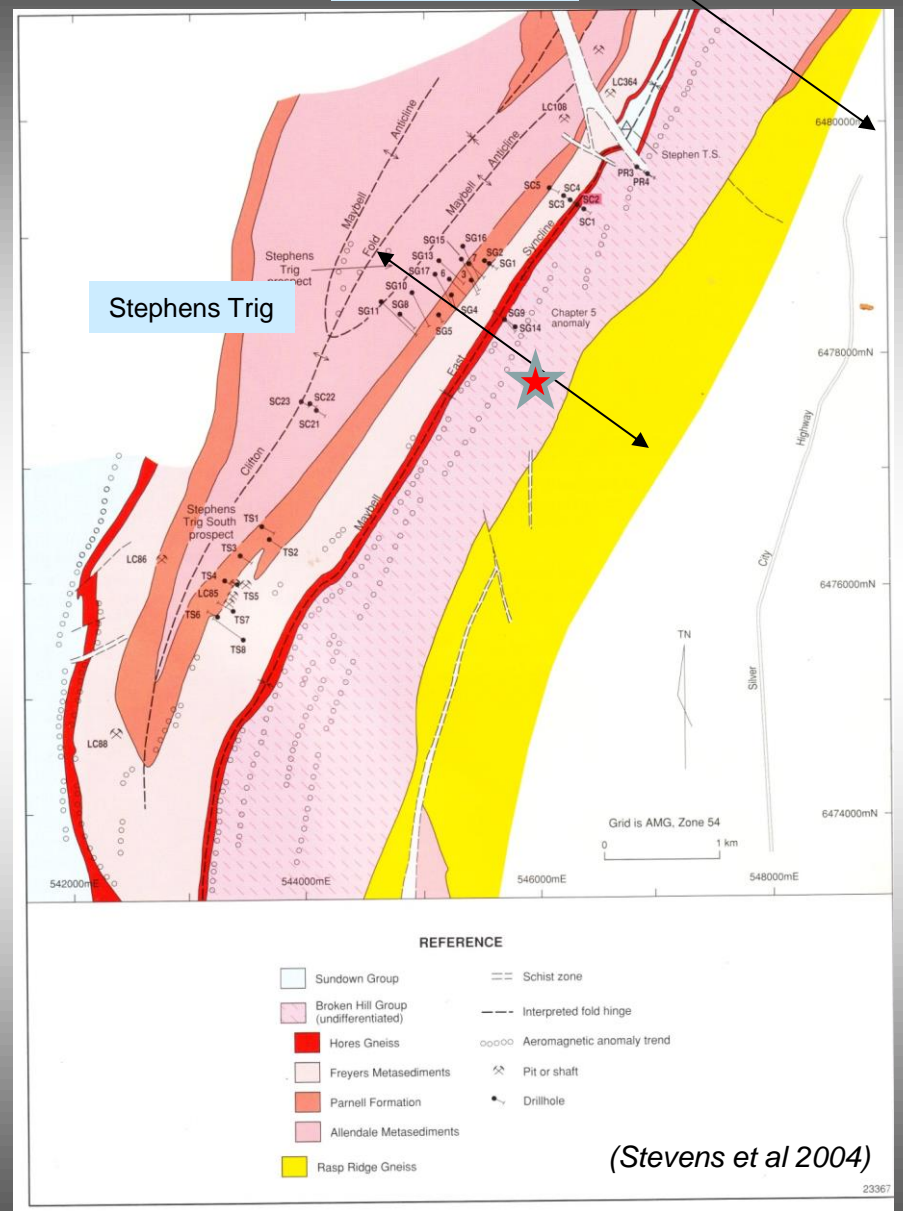 LC364
6480000mN
LC108
Maybell
Anticline
Anticline
Stephen T.S.
PR3
PR4
Maybell
SC5
SC4
SC2
SC3
SC1
Syncline
SG15
SG16
Fold
SG13
7
SG2
Stephens
Trig
prospect
SG17
6
3
SG1
SG10
SG8
SG4
SG11
SG5
SG9
SG14
Chapter 5
anomaly
Stephens Trig
6478000mN
East
SC23
SC22
SC21
Highway
Clifton
Maybell
Stephens
Trig South
prospect
TS1
TS3
TS2
City
LC86
TS4
LC85
TS5
6476000mN
TS6
TS7
TS8
TN
Silver
LC88
6474000mN
Grid is AMG, Zone 54
0
1 km
542000mE
544000mE
546000mE
548000mE
REFERENCE
Sundown Group
Schist zone
Broken Hill Group
(undifferentiated)
Interpreted fold hinge
Hores Gneiss
Aeromagnetic anomaly trend
Freyers Metasediments
Pit or shaft
Parnell Formation
Drillhole
Allendale Metasediments
Rasp Ridge Gneiss
(Stevens et al 2004)
23367